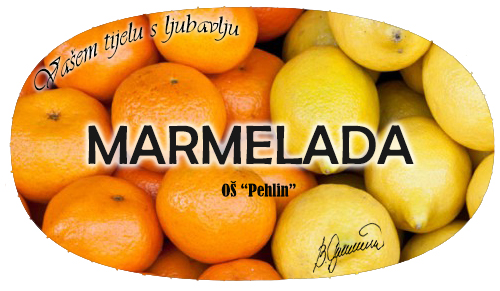 Vašem tijelu s ljubavlju
MARMELADA
OŠ “Pehlin”